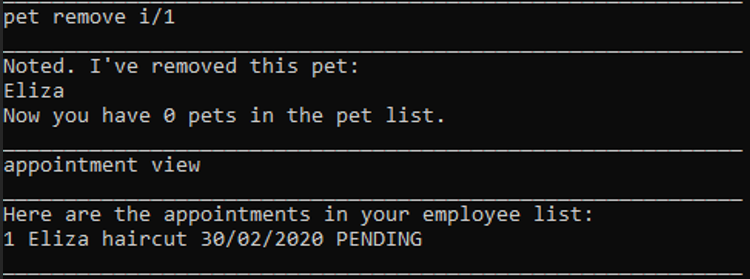 pet remove i/1
Noted. I've removed this pet:
Eliza
Now you have 0 pets in the pet list.
appointment view
Here are the appointments in your employee list:
1 Eliza haircut 30/02/2020 PENDING